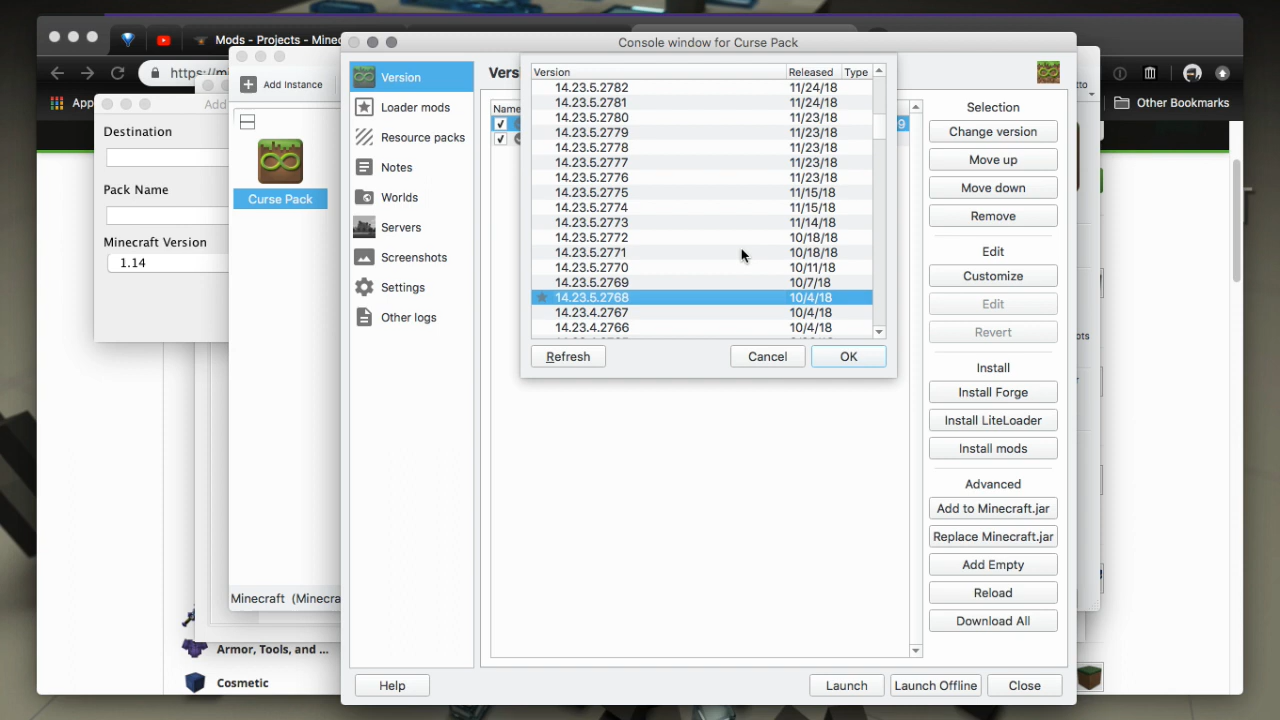 Mods - Projects - Minec
https://m
App
Other Bookmarks
Add
Destination
Pack Name
Minecraft Version
1.14
Armor, Tools, and ...
Cosmetic
Add Instance
Curse Pack
Minecraft (Minecra
Console window for Curse Pack
Version
Loader mods
Resource packs
Notes
Worlds
Servers
Screenshots
Settings
Other logs
Vers
Name
9
Version Released Type
14.23.5.2782 11/24/18
14.23.5.2781 11/24/18
14.23.5.2780 11/23/18
14.23.5.2779 11/23/18
14.23.5.2778 11/23/18
14.23.5.2777 11/23/18
14.23.5.2776 11/23/18
14.23.5.2775 11/15/18
14.23.5.2774 11/15/18
14.23.5.2773 11/14/18
14.23.5.2772 10/18/18
14.23.5.2771 10/18/18
14.23.5.2770 10/11/18
14.23.5.2769 10/7/18
14.23.5.2768 10/4/18
14.23.4.2767 10/4/18
14.23.4.2766 10/4/18
Refresh
Cancel
OK
Selection
Change version
Move up
Move down
Remove
Edit
Customize
Edit
Revert
Install
Install Forge
Install LiteLoader
Install mods
Advanced
Add to Minecraft.jar
Replace Minecraft.jar
Add Empty
Reload
Download All
Help
Launch
Launch Offline
Close